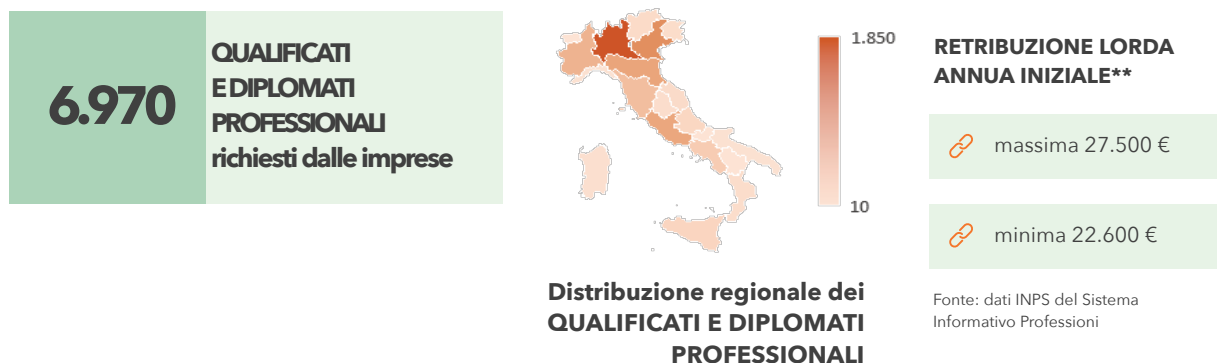 6.970
QUALIFICATI
E DIPLOMATI
PROFESSIONALI
richiesti dalle imprese
1.850
10
Distribuzione regionale dei
QUALIFICATI E DIPLOMATI
PROFESSIONALI
RETRIBUZIONE LORDA
ANNUA INIZIALE**
massima 27.500 €
minima 22.600 €
Fonte: dati INPS del Sistema
Informativo Professioni